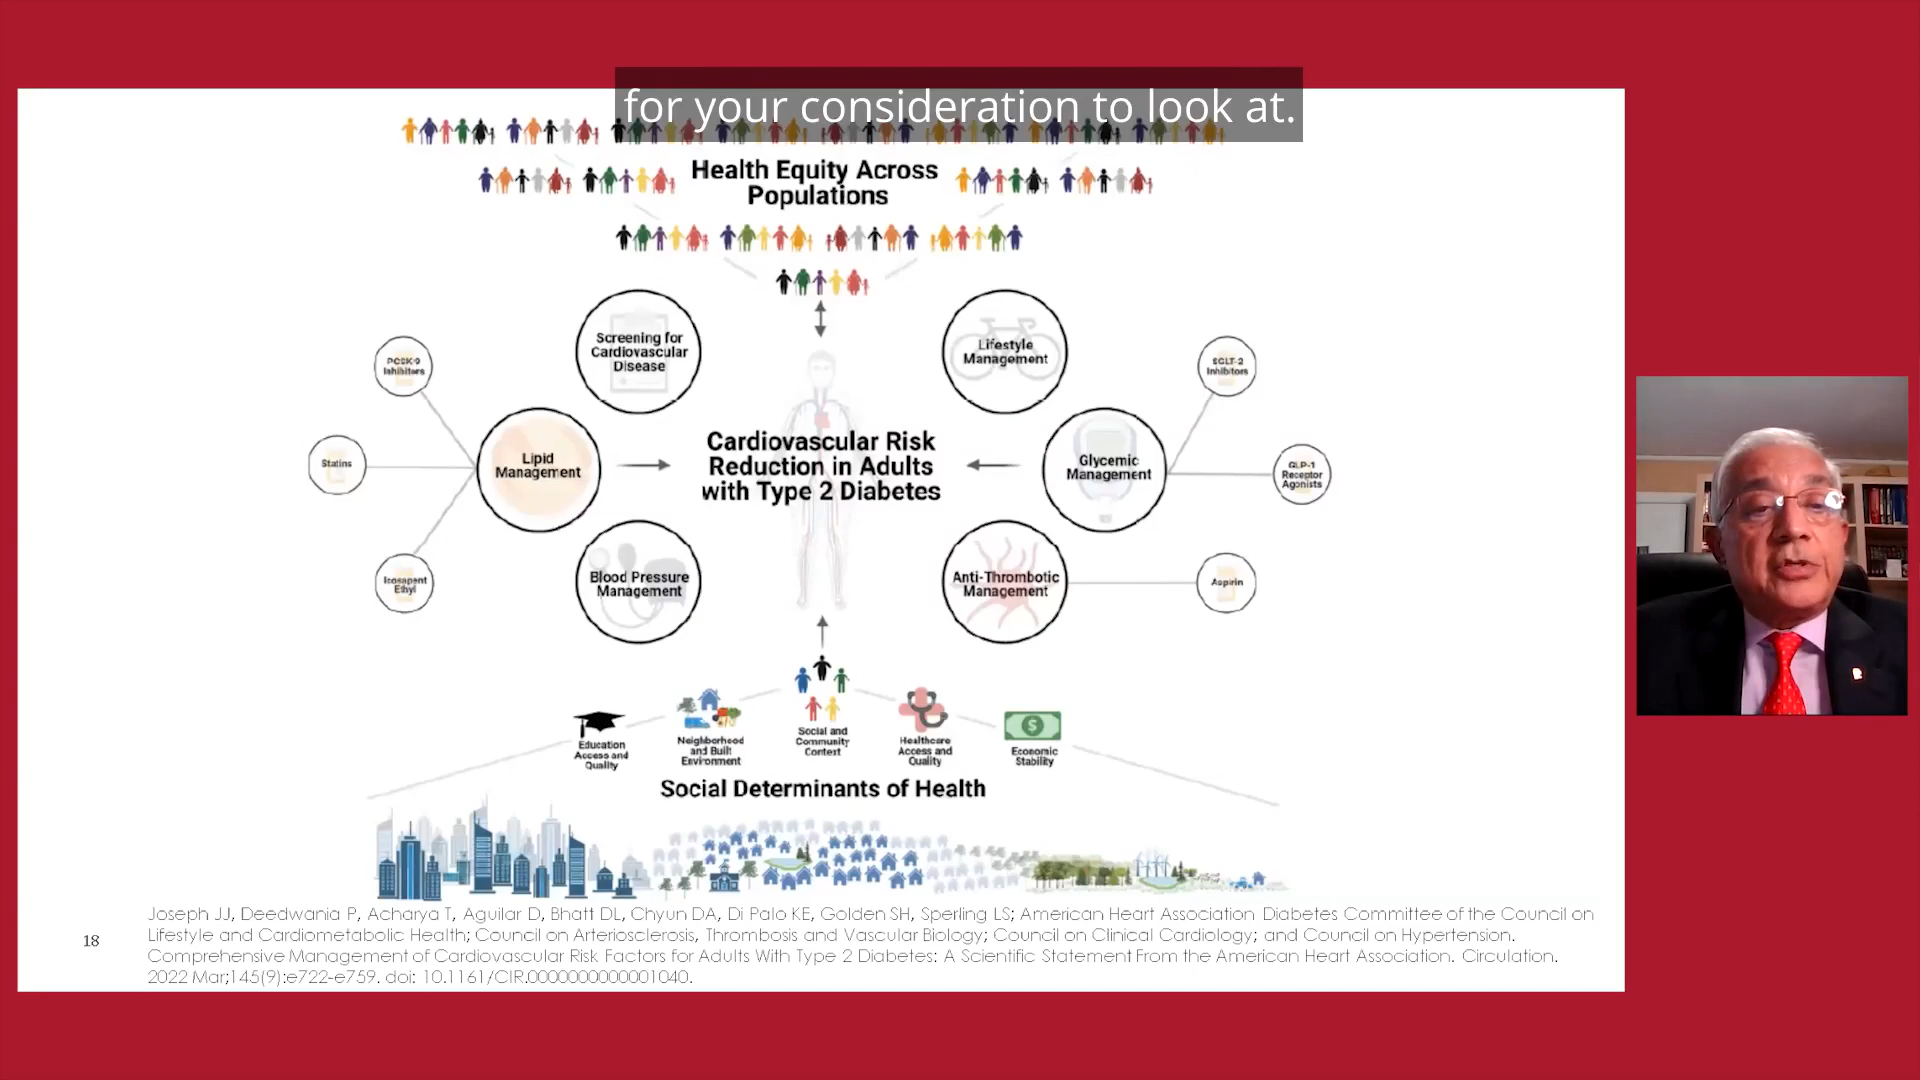 for your consideration to look at.
Health Equity Across
Populations
Screening for
Cardiovascular
Disease
Lifestyle
Management
PCSK-9
Inhibitors
SGLT-2
Inhibitors
Lipid
Management
Cardiovascular Risk
Reduction in Adults
with Type 2 Diabetes
Glycemic
Management
Statins
GLP-1
Receptor
Agonists
Icosapent
Ethyl
Blood Pressure
Management
Anti-Thrombotic
Management
Aspirin
Education
Access and
Quality
Neighborhood
and Built
Environment
Social and
Community
Context
Healthcare
Access and
Quality
Economic
Stability
Social Determinants of Health
Joseph JJ, Deedwania P, Acharya T, Aguilar D, Bhatt DL, Chyun DA, Di Palo KE, Golden SH, Sperling LS; American Heart Association Diabetes Committee of the Council on
Lifestyle and Cardiometabolic Health; Council on Arteriosclerosis, Thrombosis and Vascular Biology; Council on Clinical Cardiology; and Council on Hypertension.
Comprehensive Management of Cardiovascular Risk Factors for Adults With Type 2 Diabetes: A Scientific Statement From the American Heart Association. Circulation.
2022 Mar;145(9):e722-e759. doi: 10.1161/CIR.0000000000001040.
18